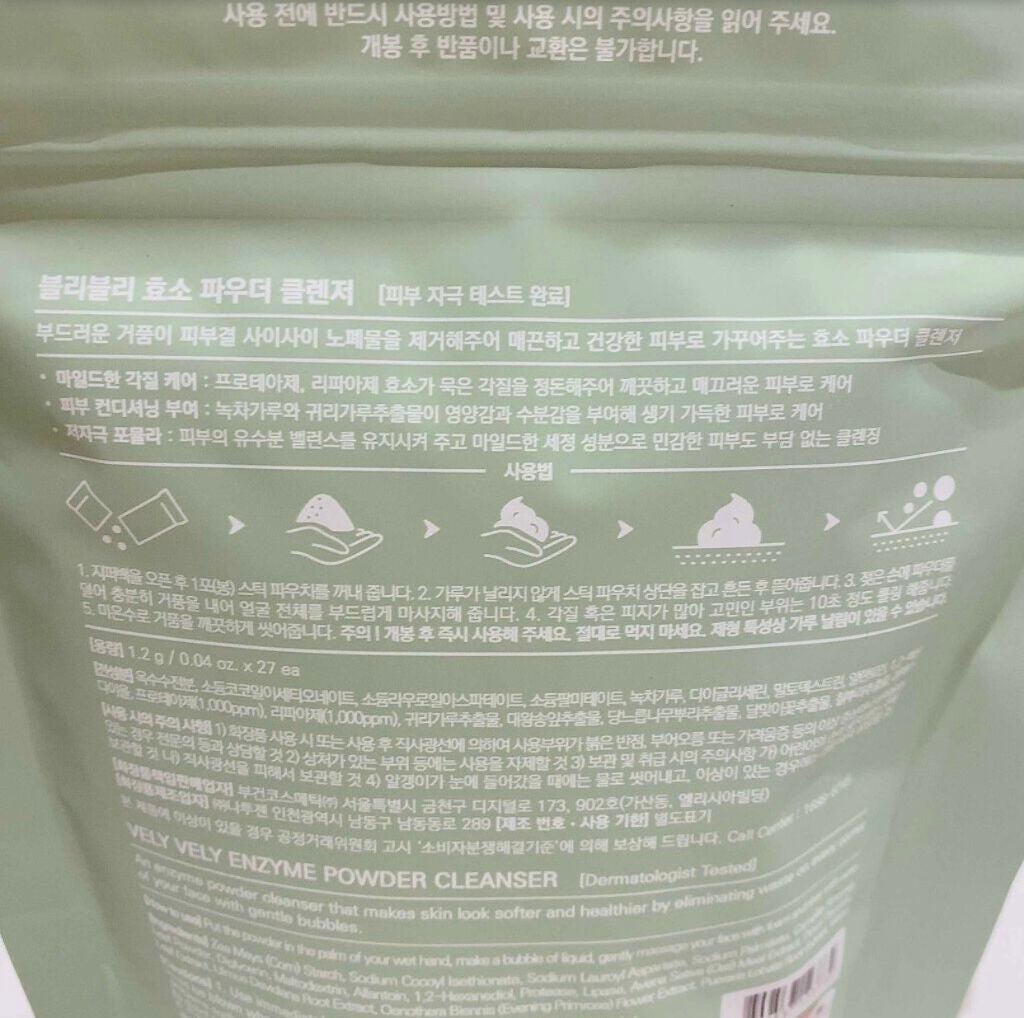 사용 전에 반드시 사용방법 및 사용 시의 주의사항을 읽어 주세요.
개봉 후 반품이나 교환은 불가합니다.
블리블리 효소 파우더 클렌저 [피부 자극 테스트 완료]
부드러운 거품이 피부결 사이사이 노폐물을 제거해주어 매끈하고 건강한 피부로 가꾸어주는 효소 파우더 클렌저
• 마일드한 각질 케어 : 프로테아제, 리파아제 효소가 묵은 각질을 정돈해주어 깨끗하고 매끄러운 피부로 케어
• 피부 컨디셔닝 부여 : 녹차가루와 귀리가루추출물이 영양감과 수분감을 부여해 생기 가득한 피부로 케어
• 저자극 포뮬라 : 피부의 유수분 밸런스를 유지시켜 주고 마일드한 세정 성분으로 민감한 피부도 부담 없는 클렌징
사용법
1. 지퍼백을 오픈 후 1포(봉) 스틱 파우치를 꺼내 줍니다. 2. 가루가 날리지 않게 스틱 파우치 상단을 잡고 흔든 후 뜯어줍니다. 3. 젖은 손에 파우더를
덜어 충분히 거품을 내어 얼굴 전체를 부드럽게 마사지해 줍니다. 4. 각질 혹은 피지가 많아 고민인 부위는 10초 정도 롤링 해줍니다.
5. 미온수로 거품을 깨끗하게 씻어줍니다. 주의 | 개봉 후 즉시 사용해 주세요. 절대로 먹지 마세요. 제형 특성상 가루 날림이 있을 수 있습니다.
[용량] 1.2 g / 0.04 oz. x 27 ea
[전성분] 옥수수전분, 소듐코코일이세티오네이트, 소듐라우로일아스파테이트, 소듐팔미테이트, 녹차가루, 다이글리세린, 말토덱스트린, 알란토인, 1,2-헥산
다이올, 프로테아제(1,000ppm), 리파아제(1,000ppm), 귀리가루추출물, 대왕송잎추출물, 당느릅나무뿌리추출물, 달맞이꽃추출물,
[사용 시의 주의 사항] 1) 화장품 사용 시 또는 사용 후 직사광선에 의하여 사용부위가 붉은 반점, 부어오름 또는 가려움증 등의 이상
있는 경우 전문의 등과 상담할 것 2) 상처가 있는 부위 등에는 사용을 자제할 것 3) 보관 및 취급 시의 주의사항 가) 어린이의
보관할 것 나) 직사광선을 피해서 보관할 것 4) 알갱이가 눈에 들어갔을 때에는 물로 씻어내고, 이상이 있는 경우에
[화장품책임판매업자] 부건코스메틱㈜ 서울특별시 금천구 디지털로 173, 902호(가산동, 엘리시아빌딩)
[화장품제조업자] ㈜나투젠 인천광역시 남동구 남동동로 289 [제조 번호 • 사용 기한] 별도표기
본 제품에 이상이 있을 경우 공정거래위원회 고시 '소비자분쟁해결기준'에 의해 보상해 드립니다. Call Center
VELY VELY ENZYME POWDER CLEANSER [Dermatologist Tested]
An enzyme powder cleanser that makes skin look softer and healthier by eliminating waste on every
of your face with gentle bubbles.
[How to use] Put the powder in the palm of your wet hand, make a bubble of liquid, gently massage your face with
[Ingredients] Zea Mays (Corn) Starch, Sodium Cocoyl Isethionate, Sodium Lauroyl Aspartate, Sodium Palmitate,
Leaf Powder, Diglycerin, Maltodextrin, Allantoin, 1,2-Hexanediol, Protease, Lipase, Avena Sativa (Oat) Meal Extract,
Leaf Extract, Ulmus Davidiana Root Extract, Oenothera Biennis (Evening Primrose) Flower Extract, Pueraria Lobata Root
1. Use